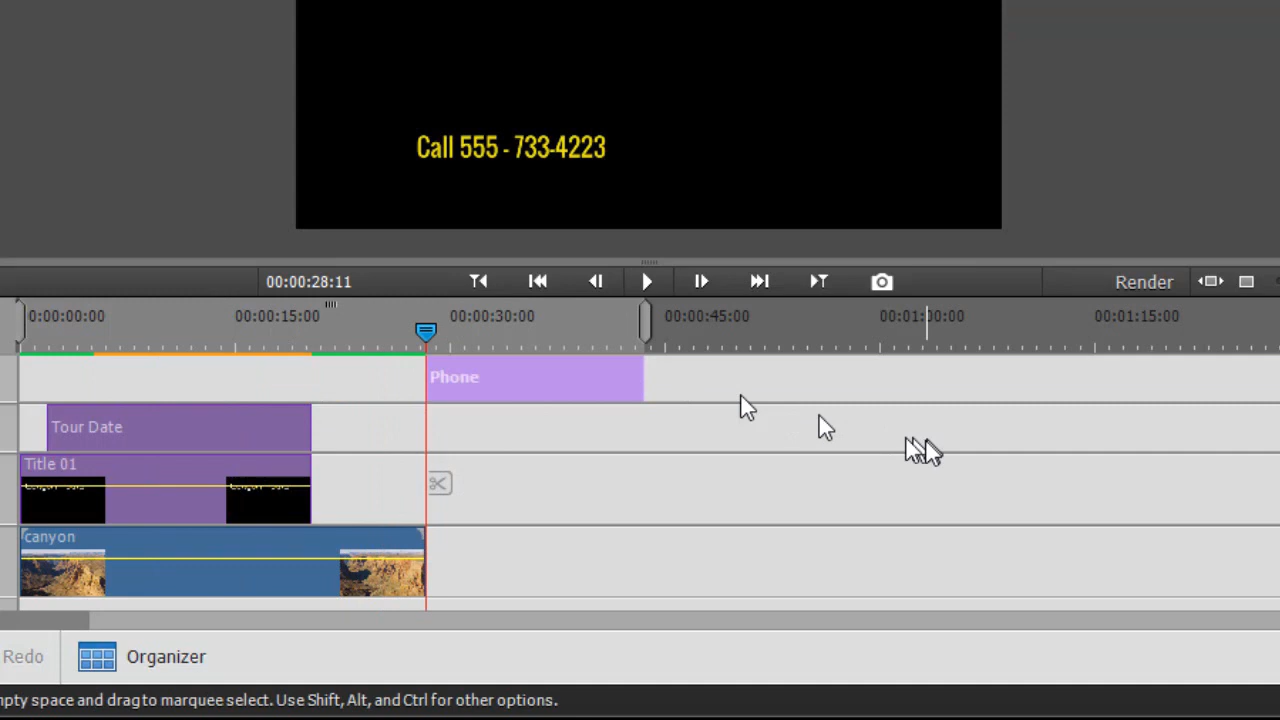 Call 555 - 733-4223
00:00:28:11
Render
0:00:00:00 00:00:15:00 00:00:30:00 00:00:45:00 00:01:00:00 00:01:15:00
Phone
Tour Date
Title 01
canyon
Redo
Organizer
mpty space and drag to marquee select. Use Shift, Alt, and Ctrl for other options.